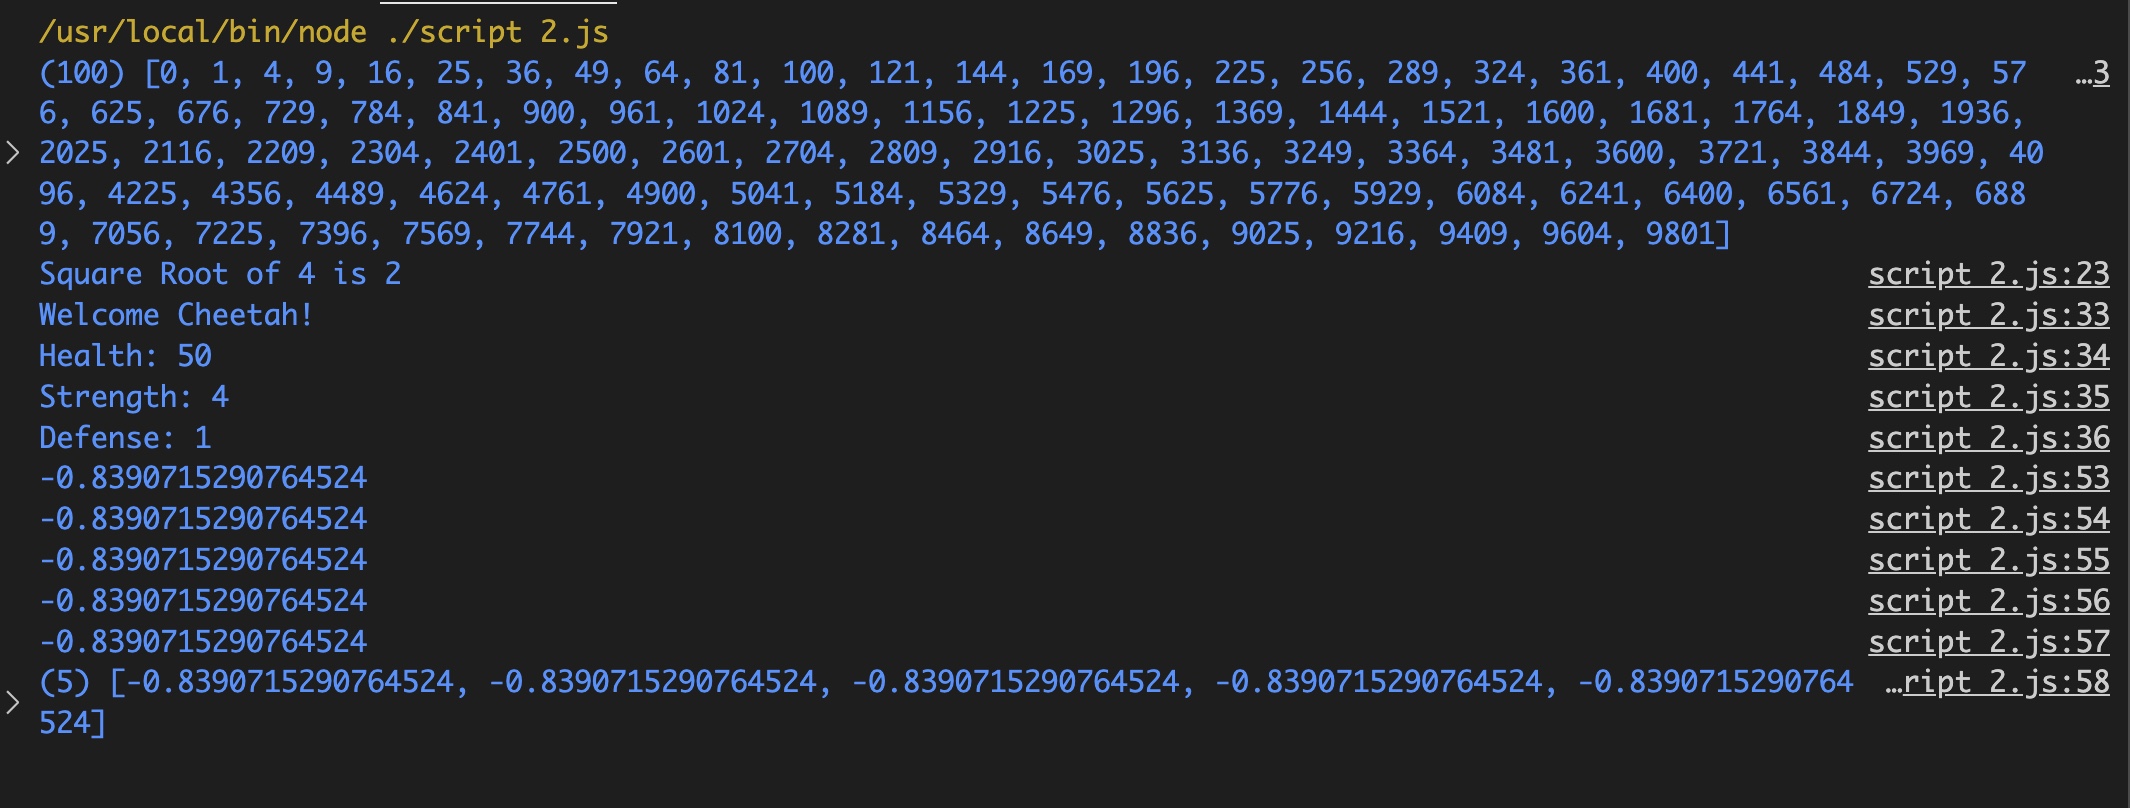 /usr/local/bin/node ./script 2.js
(100) [0, 1, 4, 9, 16, 25, 36, 49, 64, 81, 100, 121, 144, 169, 196, 225, 256, 289, 324, 361, 400, 441, 484, 529, 57 …3
6, 625, 676, 729, 784, 841, 900, 961, 1024, 1089, 1156, 1225, 1296, 1369, 1444, 1521, 1600, 1681, 1764, 1849, 1936,
2025, 2116, 2209, 2304, 2401, 2500, 2601, 2704, 2809, 2916, 3025, 3136, 3249, 3364, 3481, 3600, 3721, 3844, 3969, 40
96, 4225, 4356, 4489, 4624, 4761, 4900, 5041, 5184, 5329, 5476, 5625, 5776, 5929, 6084, 6241, 6400, 6561, 6724, 688
9, 7056, 7225, 7396, 7569, 7744, 7921, 8100, 8281, 8464, 8649, 8836, 9025, 9216, 9409, 9604, 9801]
Square Root of 4 is 2 script 2.js:23
Welcome Cheetah! script 2.js:33
Health: 50 script 2.js:34
Strength: 4 script 2.js:35
Defense: 1 script 2.js:36
-0.8390715290764524 script 2.js:53
-0.8390715290764524 script 2.js:54
-0.8390715290764524 script 2.js:55
-0.8390715290764524 script 2.js:56
-0.8390715290764524 script 2.js:57
(5) [-0.8390715290764524, -0.8390715290764524, -0.8390715290764524, -0.8390715290764524, -0.8390715290764 …ript 2.js:58
524]